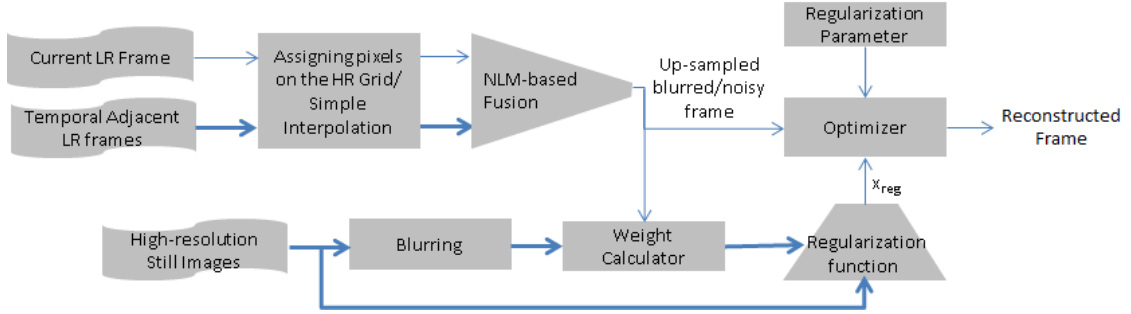 Current LR Frame
Temporal Adjacent
LR frames
Assigning pixels
on the HR Grid/
Simple
Interpolation
NLM-based
Fusion
Up-sampled
blurred/noisy
frame
Regularization
Parameter
Optimizer
Reconstructed
Frame
xreg
High-resolution
Still Images
Blurring
Weight
Calculator
Regularization
function